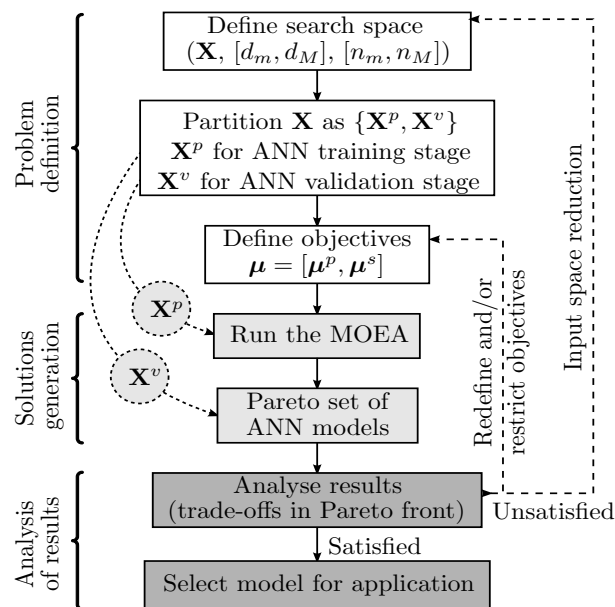 Define search space
(X, [d_m, d_M], [n_m, n_M])
Partition X as {X^p, X^v}
X^p for ANN training stage
X^v for ANN validation stage
Define objectives
μ = [μ^p, μ^s]
Problem
definition
X^p
Run the MOEA
X^v
Pareto set of
ANN models
Solutions
generation
Redefine and/or
restrict objectives
Input space reduction
Analyse results
(trade-offs in Pareto front)
Unsatisfied
Satisfied
Select model for application
Analysis
of results